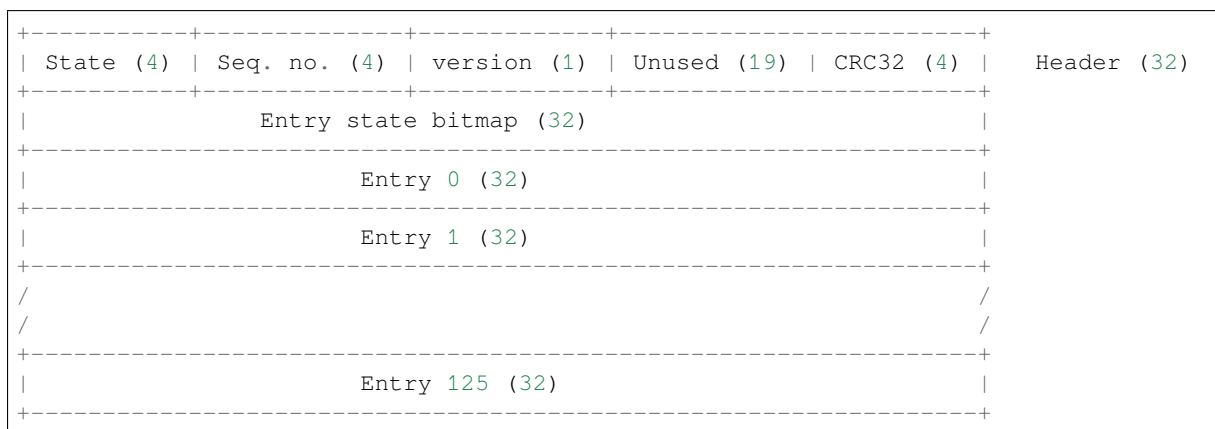 +-----------+--------------+-------------+-------------------------+
| State (4) | Seq. no. (4) | version (1) | Unused (19) | CRC32 (4) | Header (32)
+-----------+--------------+-------------+-------------------------+
| Entry state bitmap (32) |
+------------------------------------------------------------------+
| Entry 0 (32) |
+------------------------------------------------------------------+
| Entry 1 (32) |
+------------------------------------------------------------------+
/ /
/ /
+------------------------------------------------------------------+
| Entry 125 (32) |
+------------------------------------------------------------------+